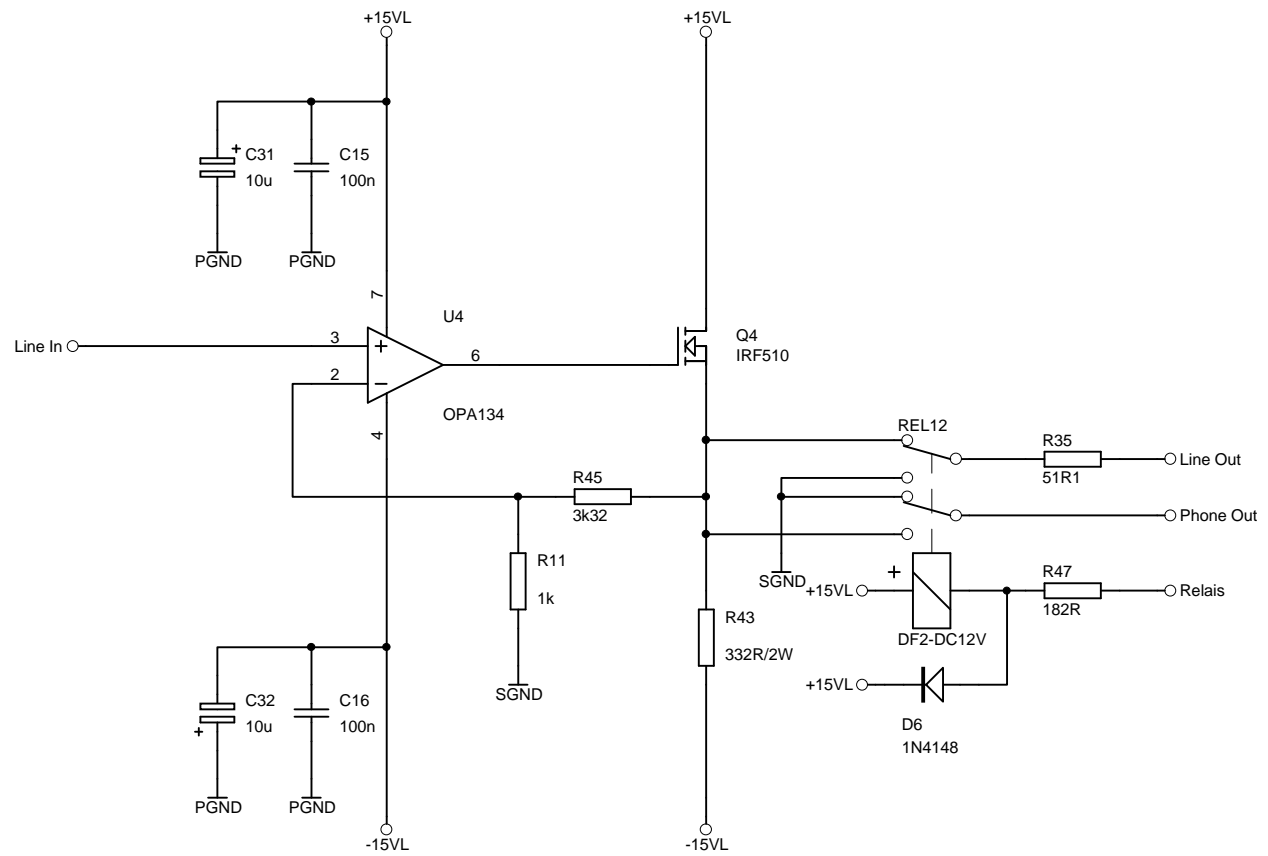 +15VL
+15VL
+ C31
10u
C15
100n
PGND
PGND
7
U4
Line In
3
+
6
2
−
4
OPA134
Q4
IRF510
REL12
R35
51R1
Line Out
R45
3k32
Phone Out
R11
1k
SGND
SGND
+
+15VL
R47
182R
Relais
DF2-DC12V
R43
332R/2W
+15VL
D6
1N4148
C32
10u
+
C16
100n
PGND
PGND
-15VL
-15VL